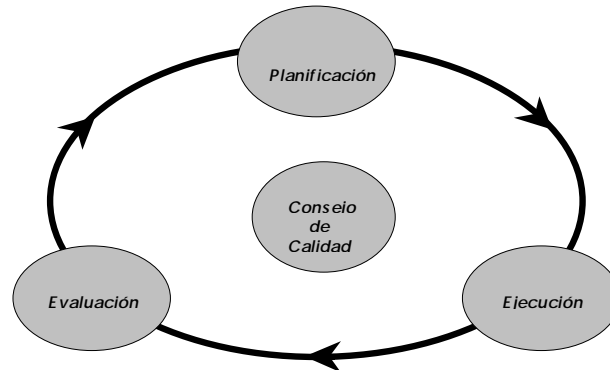 Planificación
Consejo
de
Calidad
Evaluación
Ejecución